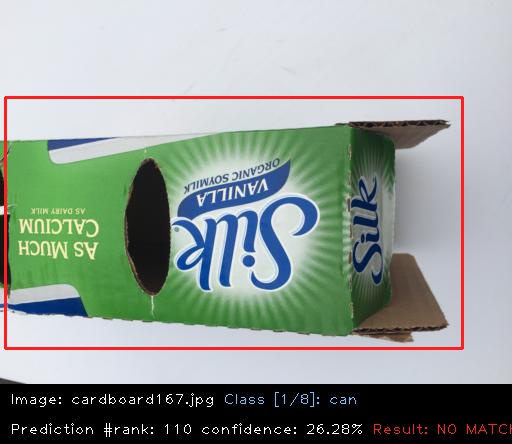 Silk
VANILLA
ORGANIC SOYMILK
Silk
AS MUCH
CALCIUM
AS DAIRY MILK
Image: cardboard167.jpg Class [1/8]: can
Prediction #rank: 110 confidence: 26.28% Result: NO MATC